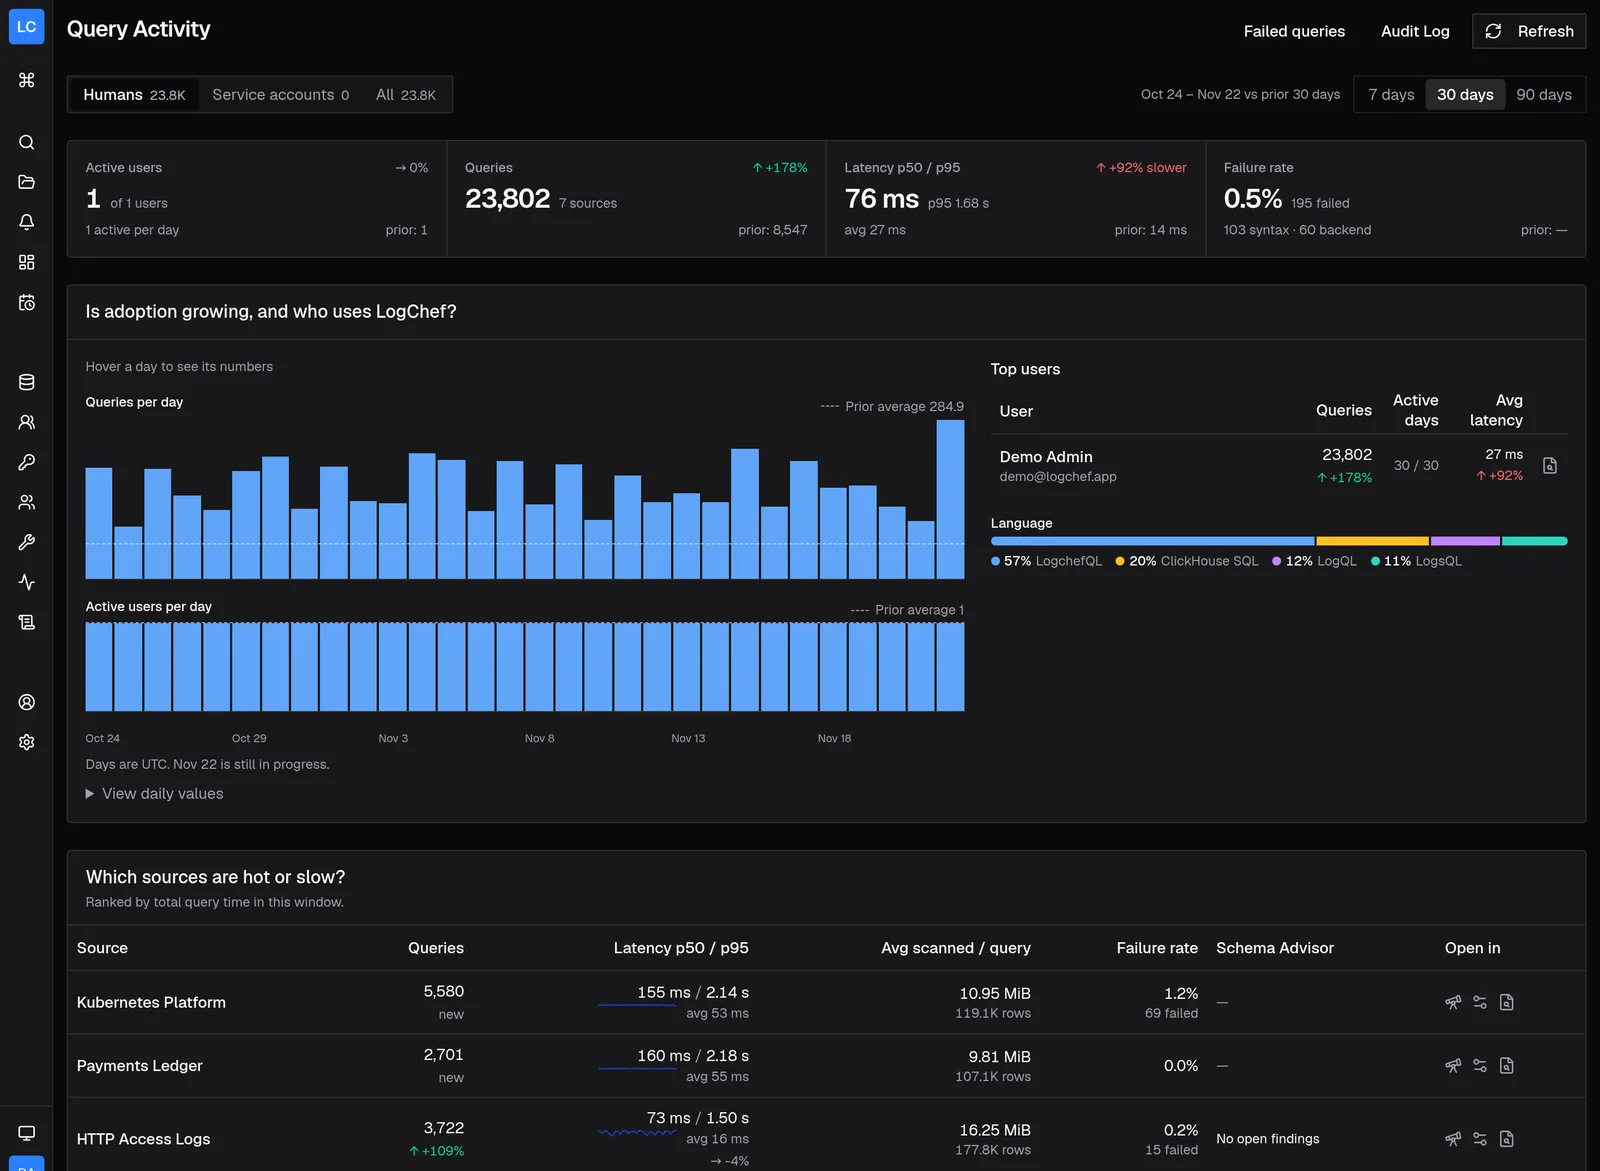 LC
Query Activity
Failed queries
Audit Log
Refresh
Humans 23.8K
Service accounts 0
All 23.8K
Oct 24 – Nov 22 vs prior 30 days
7 days
30 days
90 days
Active users
→ 0%
1 of 1 users
1 active per day
prior: 1
Queries
↑ +178%
23,802 7 sources
prior: 8,547
Latency p50 / p95
↑ +92% slower
76 ms p95 1.68 s
avg 27 ms
prior: 14 ms
Failure rate
0.5% 195 failed
103 syntax · 60 backend
prior: —
Is adoption growing, and who uses LogChef?
Hover a day to see its numbers
Queries per day
---- Prior average 284.9
Active users per day
---- Prior average 1
Oct 24
Oct 29
Nov 3
Nov 8
Nov 13
Nov 18
Days are UTC. Nov 22 is still in progress.
View daily values
Top users
User
Queries
Active days
Avg latency
Demo Admin
demo@logchef.app
23,802
↑ +178%
30 / 30
27 ms
↑ +92%
Language
57% LogchefQL
20% ClickHouse SQL
12% LogQL
11% LogsQL
Which sources are hot or slow?
Ranked by total query time in this window.
Source
Queries
Latency p50 / p95
Avg scanned / query
Failure rate
Schema Advisor
Open in
Kubernetes Platform
5,580
new
155 ms / 2.14 s
avg 53 ms
10.95 MiB
119.1K rows
1.2%
69 failed
—
Payments Ledger
2,701
new
160 ms / 2.18 s
avg 55 ms
9.81 MiB
107.1K rows
0.0%
—
HTTP Access Logs
3,722
↑ +109%
73 ms / 1.50 s
avg 16 ms
→ -4%
16.25 MiB
177.8K rows
0.2%
15 failed
No open findings